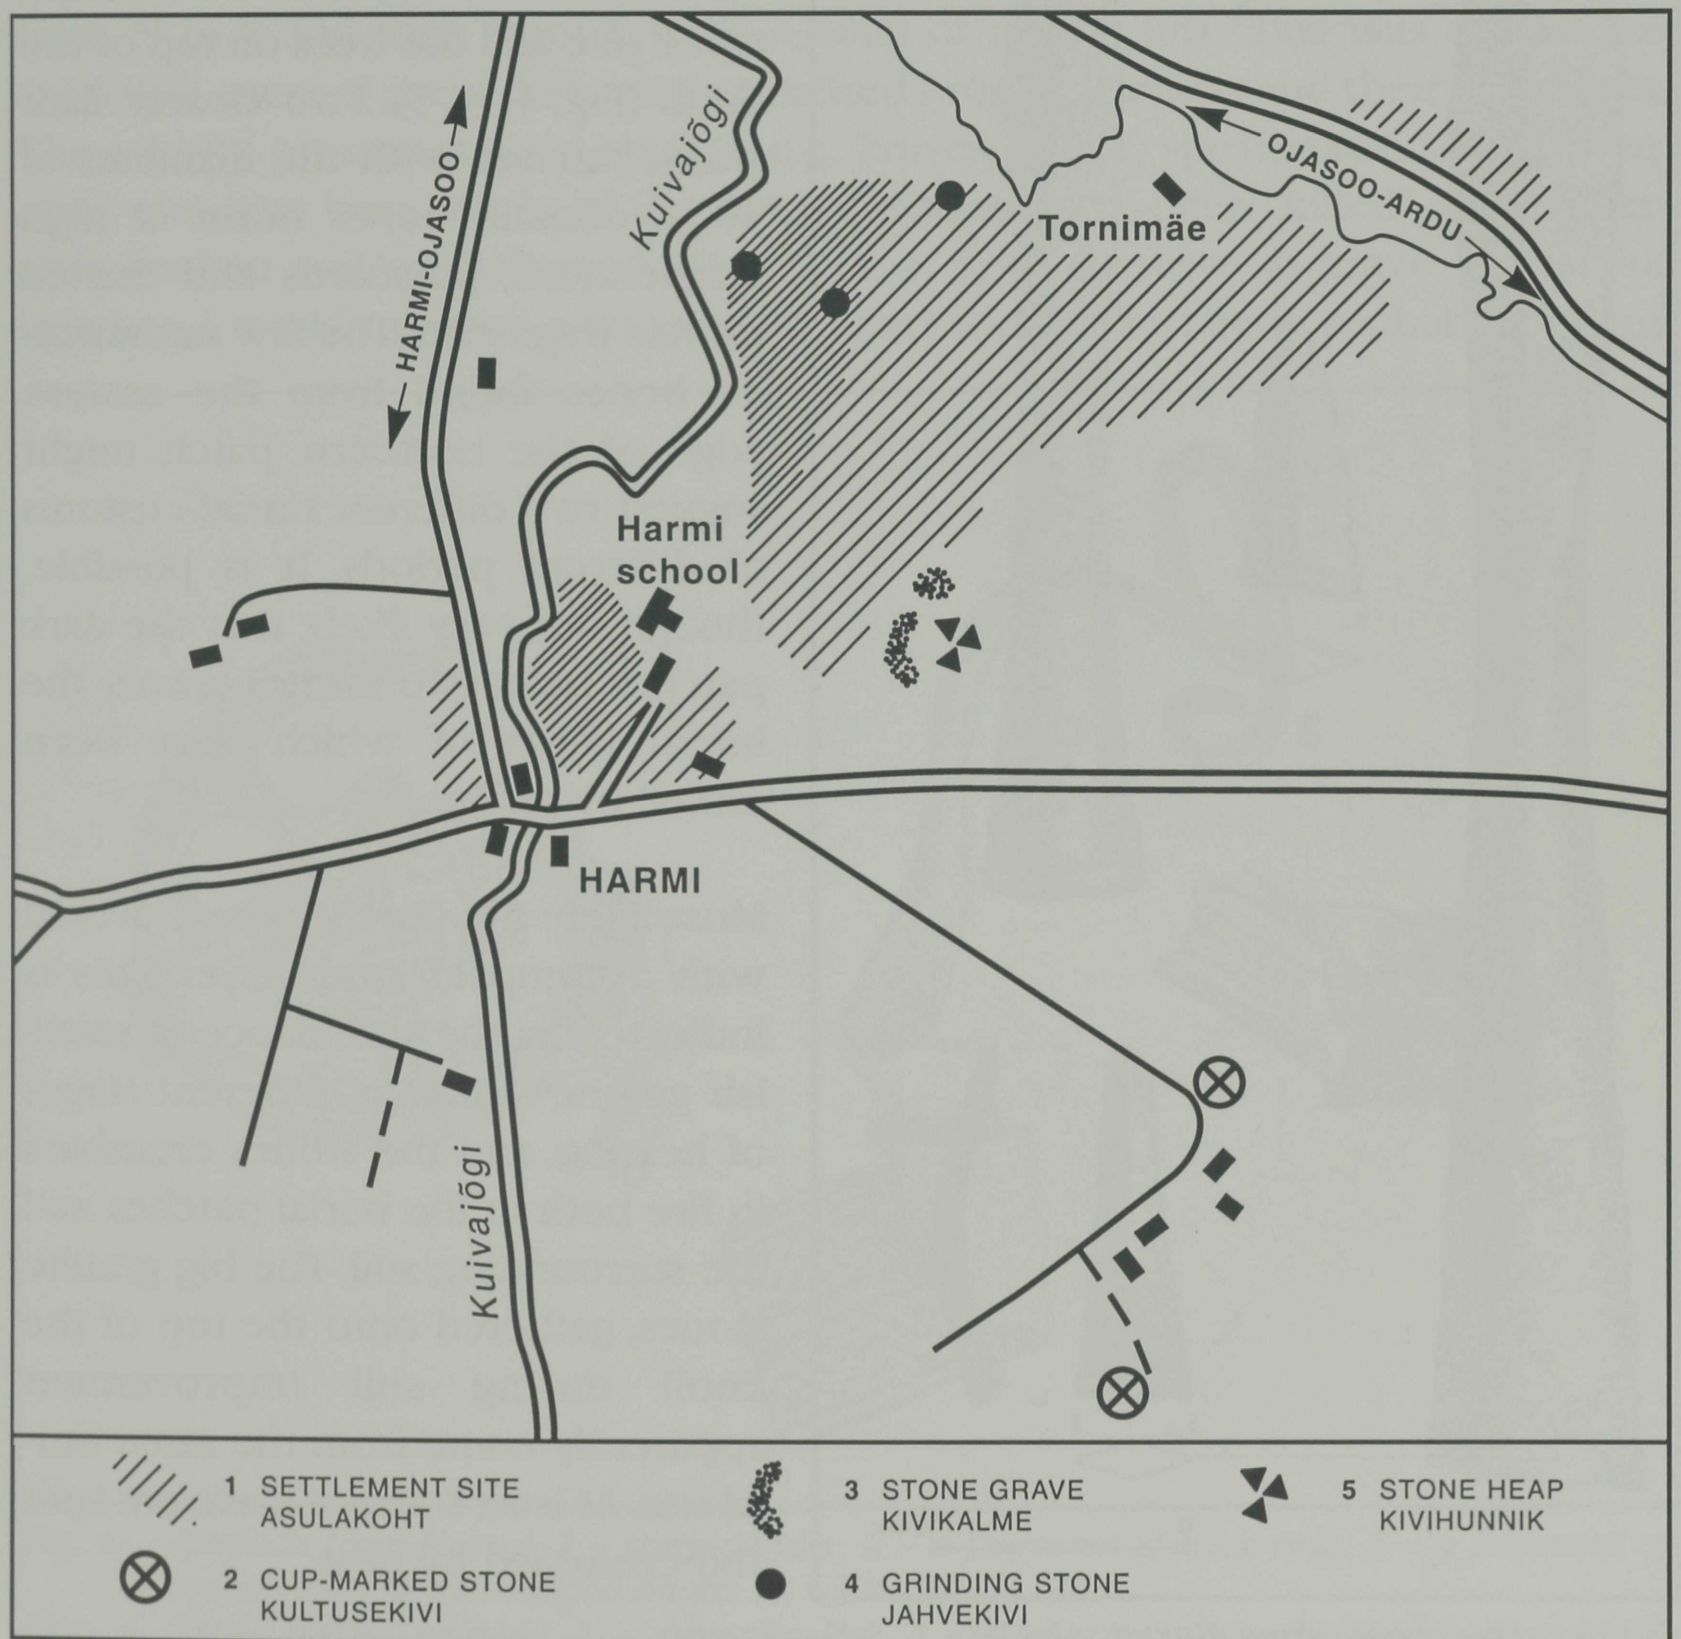 Kuivajõgi
HARMI-OJASOO
OJASOO-ARDU
Tornimäe
Harmi
school
HARMI
Kuivajõgi
1 SETTLEMENT SITE
ASULAKOHT
2 CUP-MARKED STONE
KULTUSEKIVI
3 STONE GRAVE
KIVIKALME
4 GRINDING STONE
JAHVEKIVI
5 STONE HEAP
KIVIHUNNIK